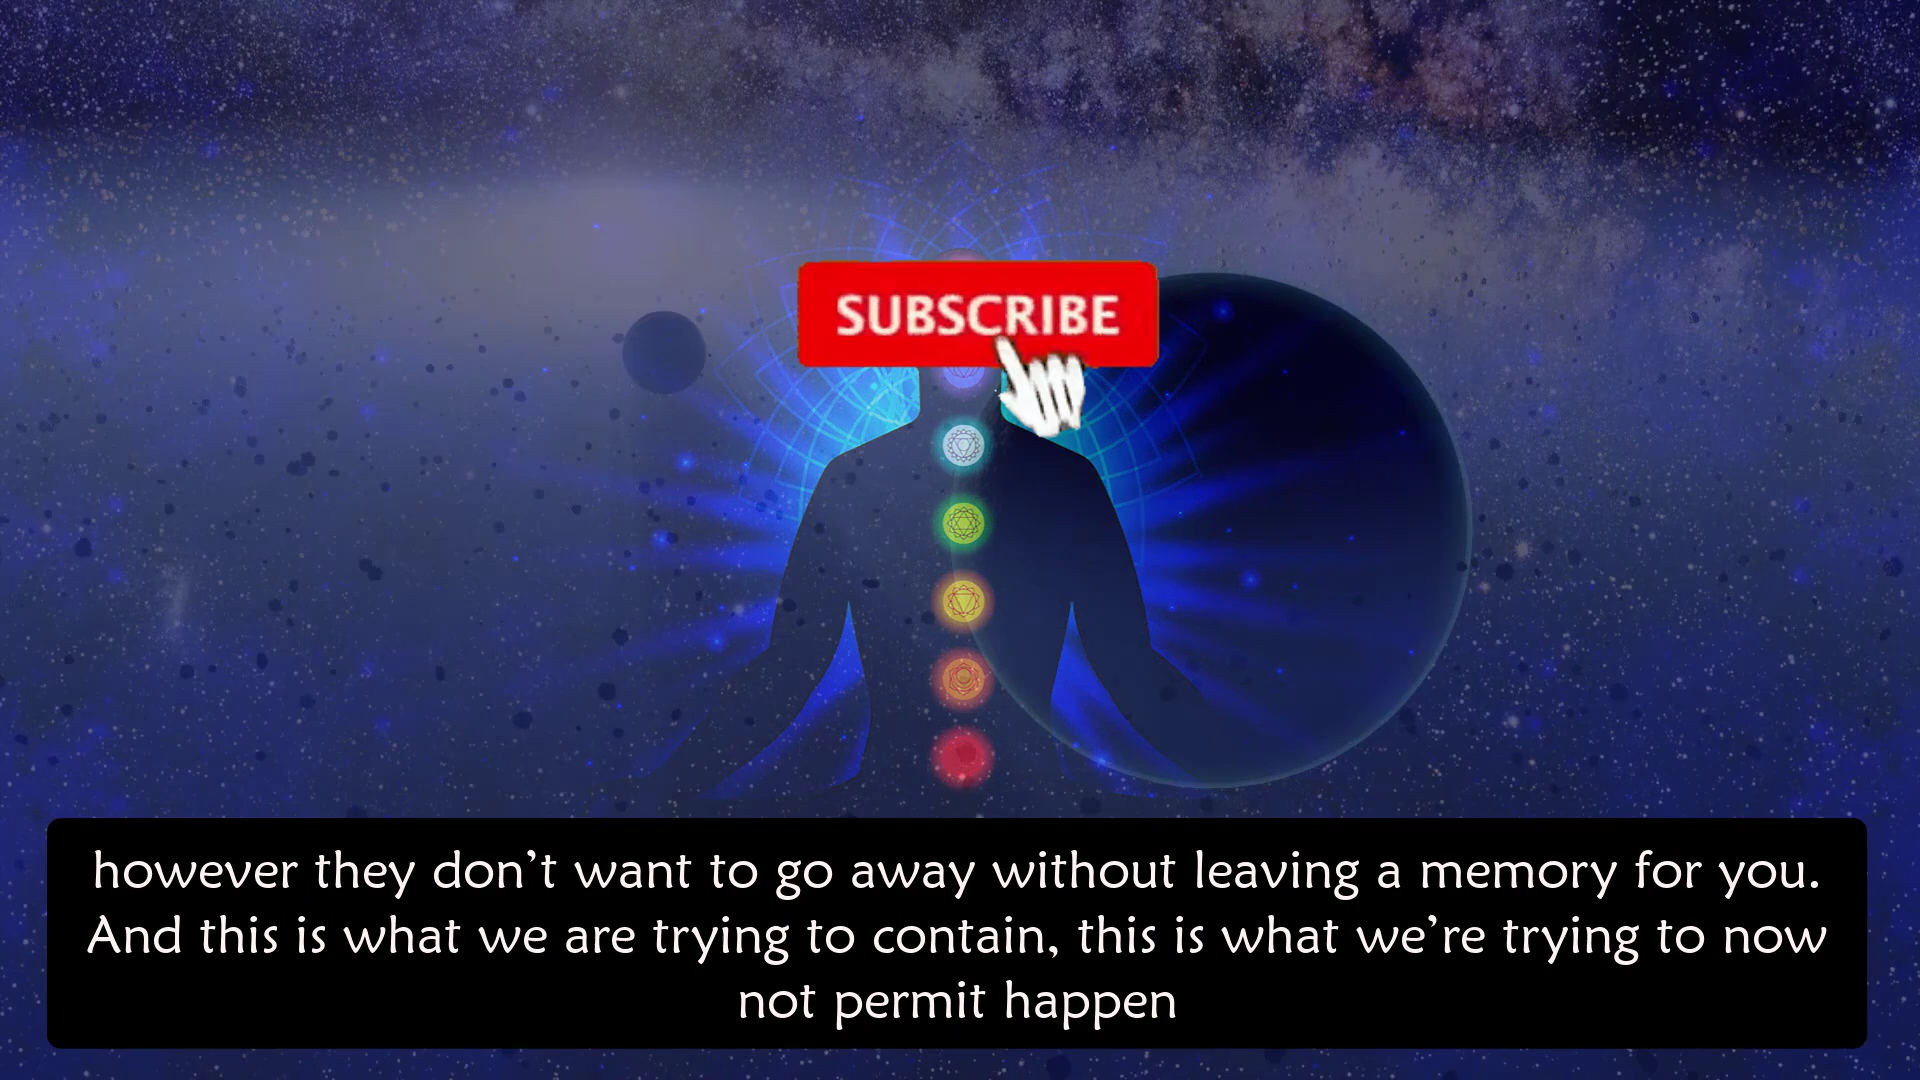 SUBSCRIBE
however they don’t want to go away without leaving a memory for you.
And this is what we are trying to contain, this is what we’re trying to now
not permit happen